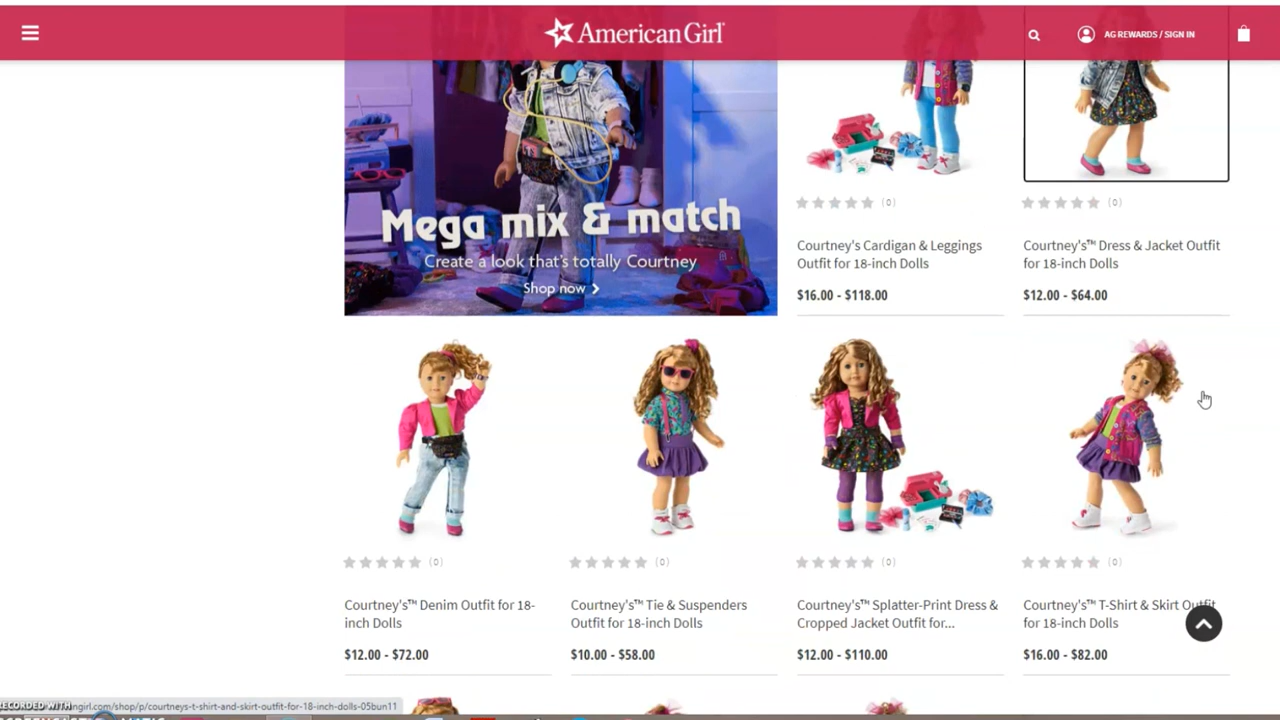 American Girl
AG REWARDS / SIGN IN
Mega mix & match
Create a look that's totally Courtney
Shop now
(0)
(0)
Courtney's Cardigan & Leggings
Outfit for 18-inch Dolls
Courtney's™ Dress & Jacket Outfit
for 18-inch Dolls
$16.00 - $118.00
$12.00 - $64.00
(0)
(0)
(0)
(0)
Courtney's™ Denim Outfit for 18-
inch Dolls
Courtney's™ Tie & Suspenders
Outfit for 18-inch Dolls
Courtney's™ Splatter-Print Dress &
Cropped Jacket Outfit for...
Courtney's™ T-Shirt & Skirt Outfit
for 18-inch Dolls
$12.00 - $72.00
$10.00 - $58.00
$12.00 - $110.00
$16.00 - $82.00
RECORDED WITH
ngirl.com/shop/p/courtneys-t-shirt-and-skirt-outfit-for-18-inch-dolls-05bun11